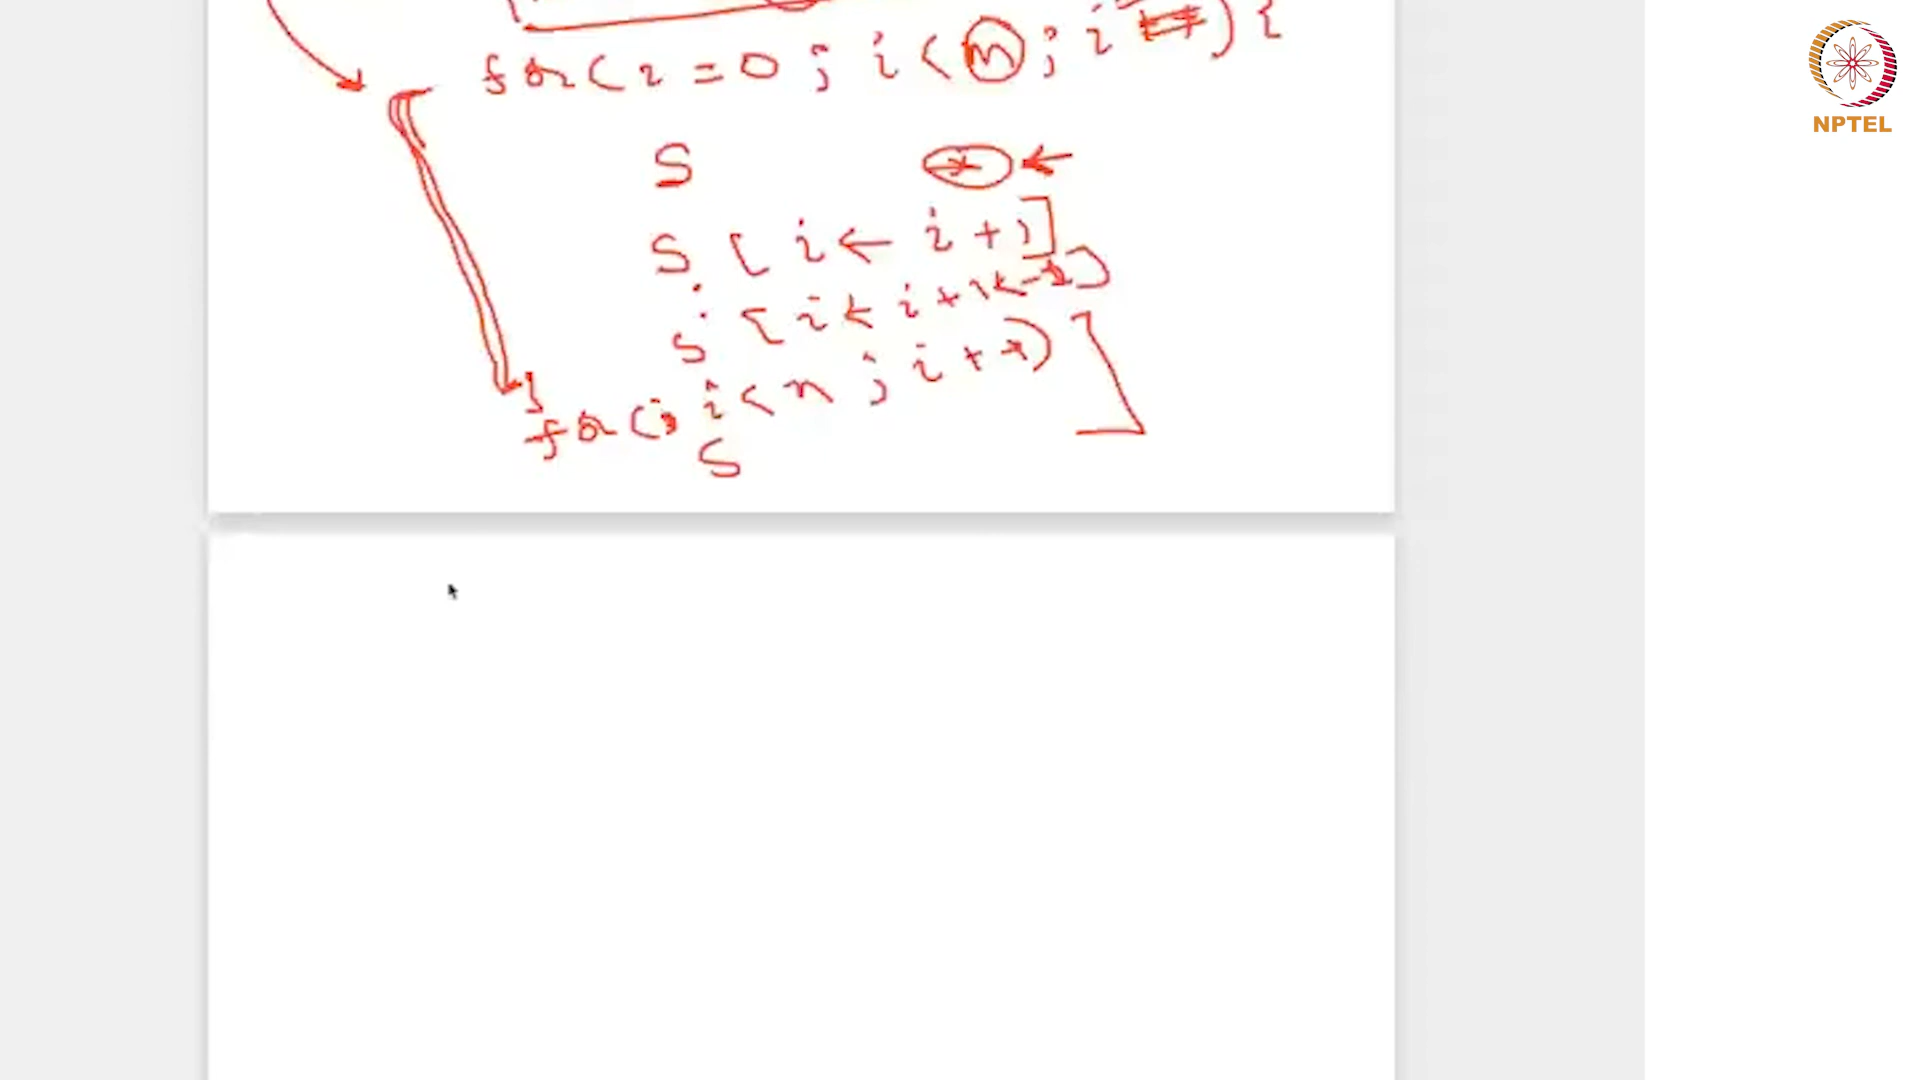 for(i=0; i<n; i++){
S
*←
S [i ← i+1]
S [i ← i+k-1]
}
for(; i<n; i++)
S
NPTEL